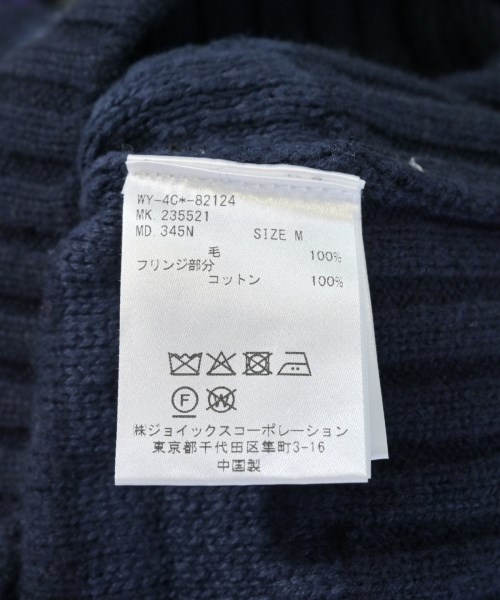 WY-4C*-82124
MK. 235521
MD. 345N SIZE M
毛 100%
フリンジ部分
コットン 100%
F W
株ジョイックスコーポレーション
東京都千代田区隼町3-16
中国製